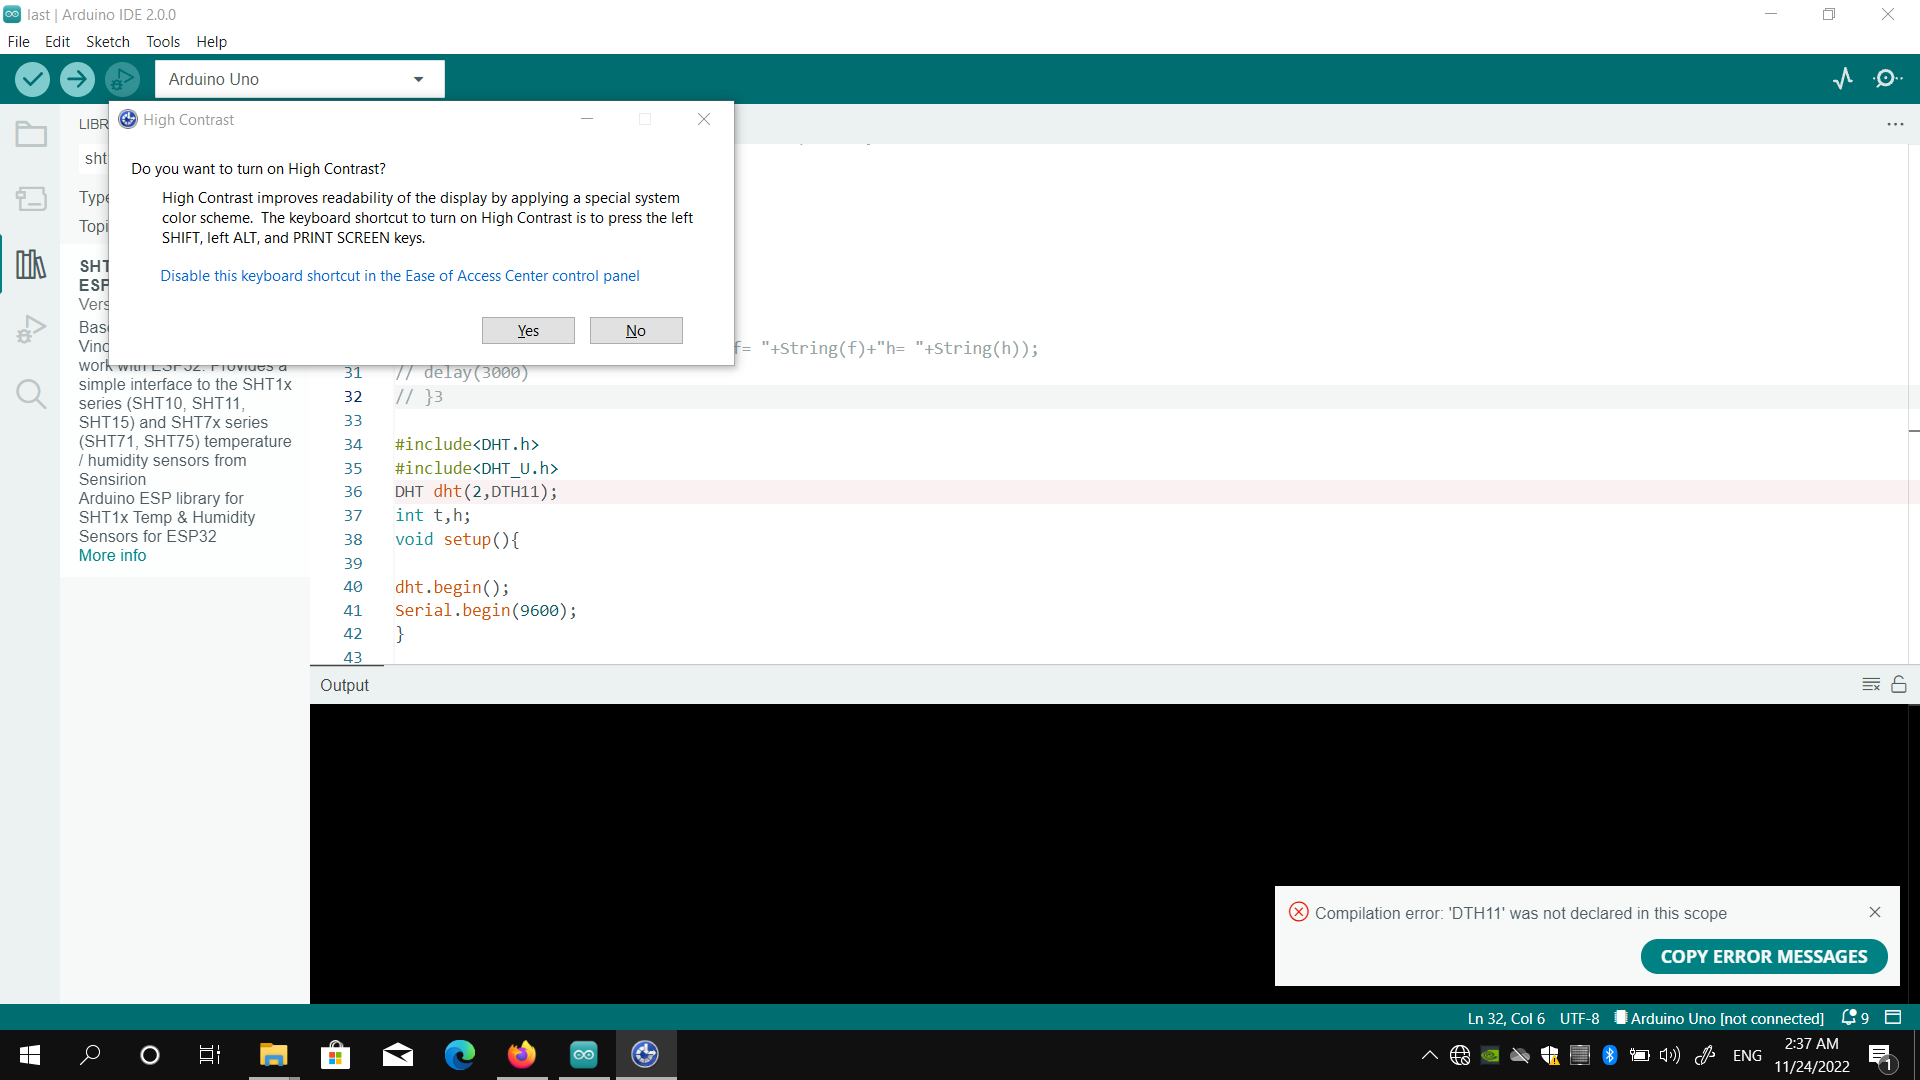 last | Arduino IDE 2.0.0
File Edit Sketch Tools Help
Arduino Uno
LIBR
sht
Type
Topi
SHT
ESP
Vers
Base
Vinc
work with ESP32. Provides a
simple interface to the SHT1x
series (SHT10, SHT11,
SHT15) and SHT7x series
(SHT71, SHT75) temperature
/ humidity sensors from
Sensirion
Arduino ESP library for
SHT1x Temp & Humidity
Sensors for ESP32
More info
High Contrast
Do you want to turn on High Contrast?
High Contrast improves readability of the display by applying a special system
color scheme. The keyboard shortcut to turn on High Contrast is to press the left
SHIFT, left ALT, and PRINT SCREEN keys.
Disable this keyboard shortcut in the Ease of Access Center control panel
Yes No
f= "+String(f)+"h= "+String(h));
31 // delay(3000)
32 // }3
33
34 #include<DHT.h>
35 #include<DHT_U.h>
36 DHT dht(2,DTH11);
37 int t,h;
38 void setup(){
39
40 dht.begin();
41 Serial.begin(9600);
42 }
43
Output
Compilation error: 'DTH11' was not declared in this scope
COPY ERROR MESSAGES
Ln 32, Col 6 UTF-8 Arduino Uno [not connected] 9
ENG
2:37 AM
11/24/2022
1